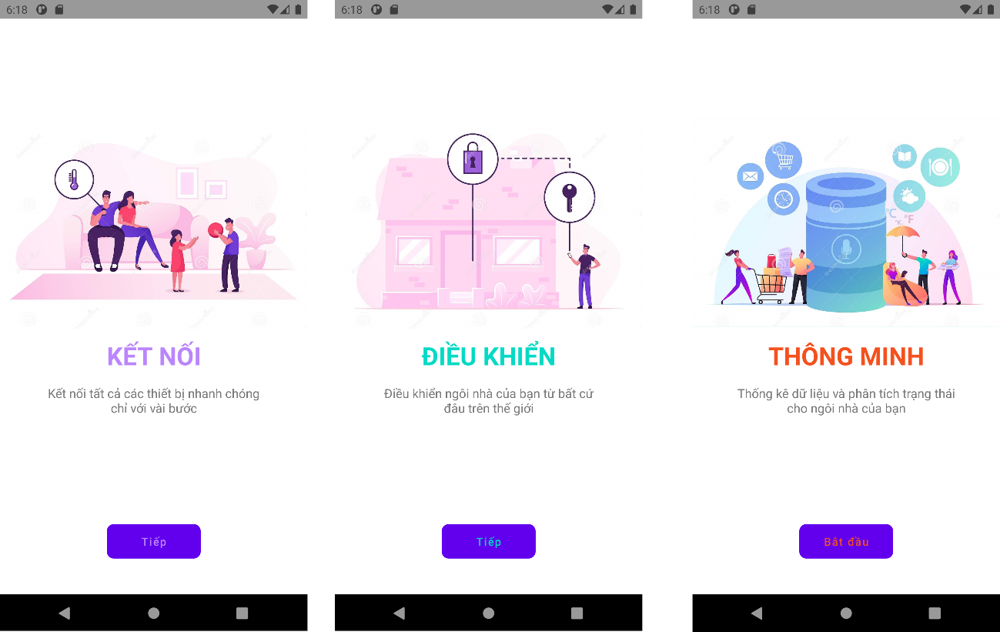 6:18
KẾT NỐI
Kết nối tất cả các thiết bị nhanh chóng
chỉ với vài bước
Tiếp
6:18
ĐIỀU KHIỂN
Điều khiển ngôi nhà của bạn từ bất cứ
đâu trên thế giới
Tiếp
6:18
°C
°K
°F
THÔNG MINH
Thống kê dữ liệu và phân tích trạng thái
cho ngôi nhà của bạn
Bắt đầu